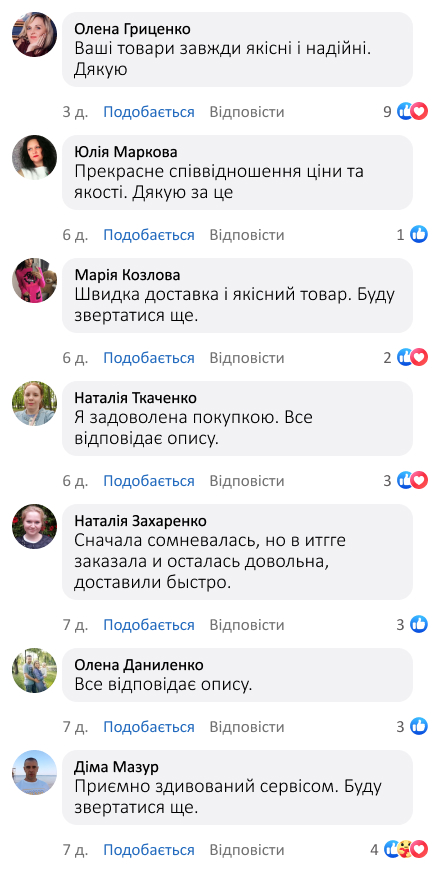 Олена Гриценко
Ваші товари завжди якісні і надійні.
Дякую
3 д. Подобається Відповісти 9
Юлія Маркова
Прекрасне співвідношення ціни та
якості. Дякую за це
6 д. Подобається Відповісти 1
Марія Козлова
Швидка доставка і якісний товар. Буду
звертатися ще.
6 д. Подобається Відповісти 2
Наталія Ткаченко
Я задоволена покупкою. Все
відповідає опису.
6 д. Подобається Відповісти 3
Наталія Захаренко
Сначала сомневалась, но в итгге
заказала и осталась довольна,
доставили быстро.
7 д. Подобається Відповісти 3
Олена Даниленко
Все відповідає опису.
7 д. Подобається Відповісти 3
Діма Мазур
Приємно здивований сервісом. Буду
звертатися ще.
7 д. Подобається Відповісти 4